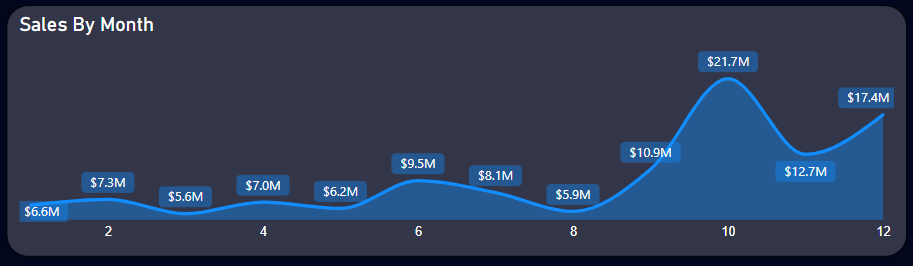 Sales By Month
$21.7M
$17.4M
$10.9M
$9.5M
$12.7M
$8.1M
$7.3M
$7.0M
$6.2M
$5.6M
$5.9M
$6.6M
2 4 6 8 10 12